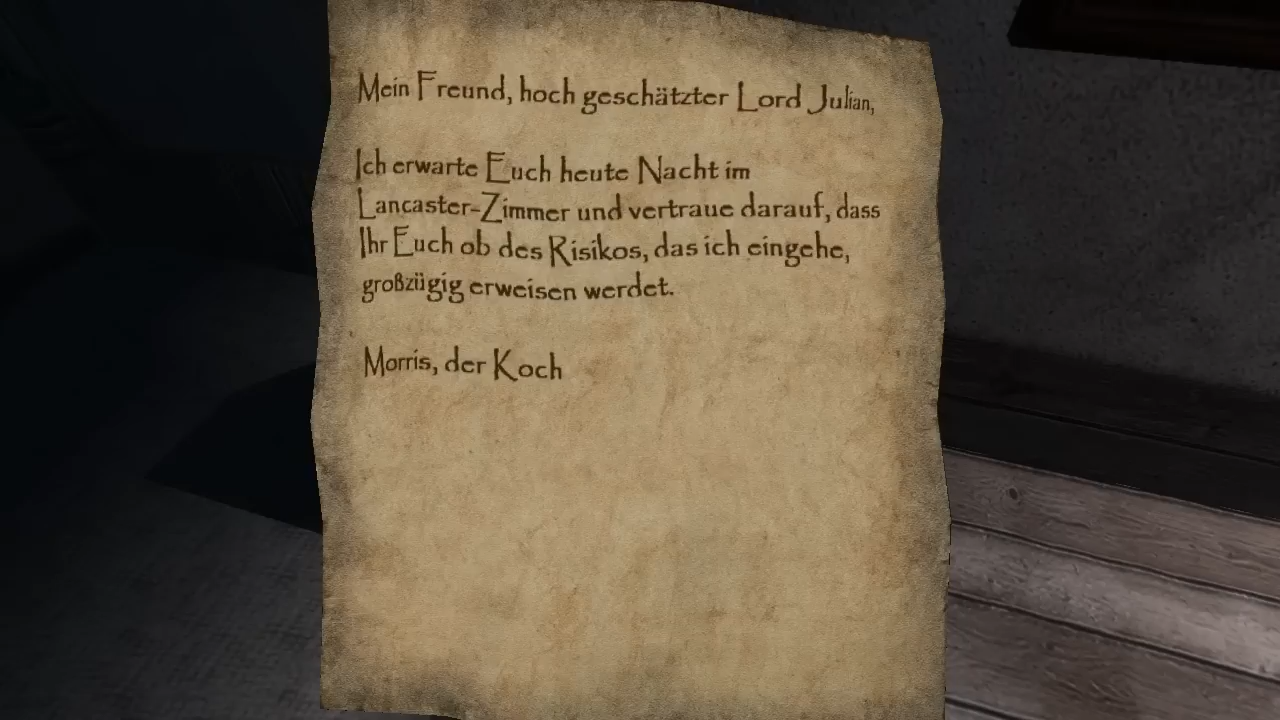 Mein Freund, hoch geschätzter Lord Julian,
Ich erwarte Euch heute Nacht im
Lancaster-Zimmer und vertraue darauf, dass
Ihr Euch ob des Risikos, das ich eingehe,
großzügig erweisen werdet.
Morris, der Koch